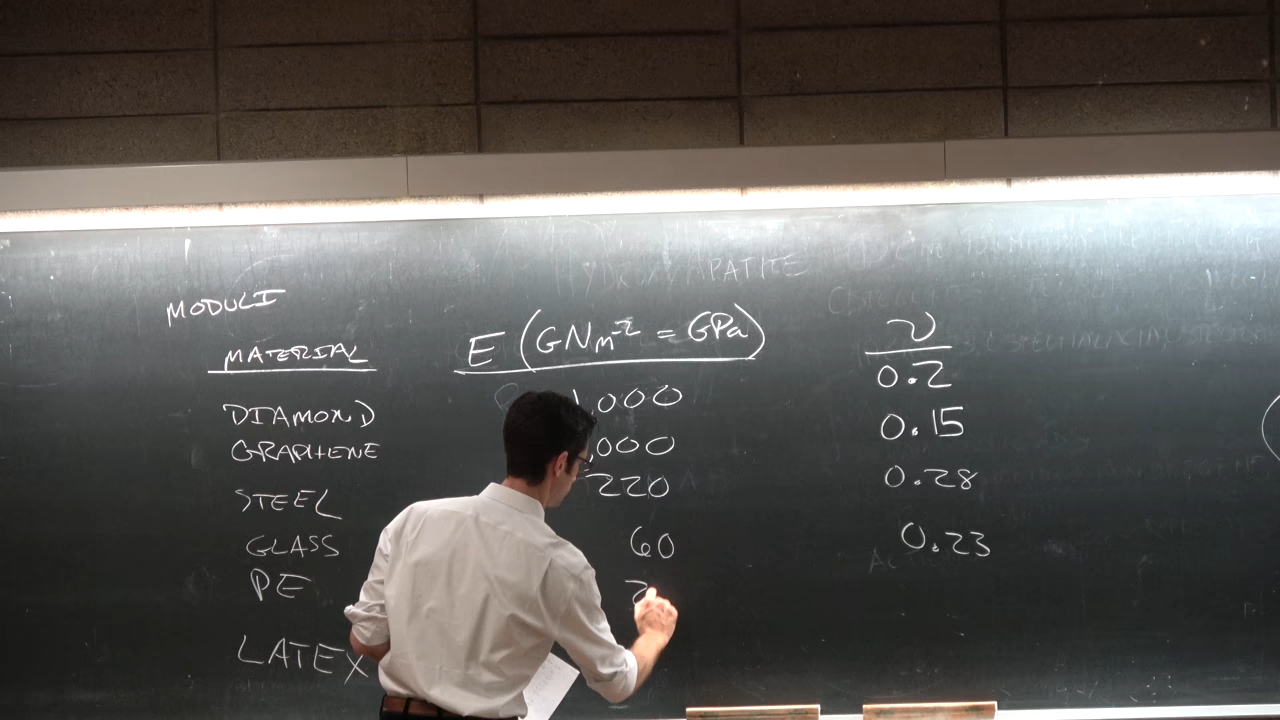 HYDROXYAPATITE
MODULI
MATERIAL E (GNm⁻² = GPa) ν
DIAMOND 1,000 0.2
GRAPHENE ,000 0.15
STEEL 220 0.28
GLASS 60 0.23
PE
LATEX